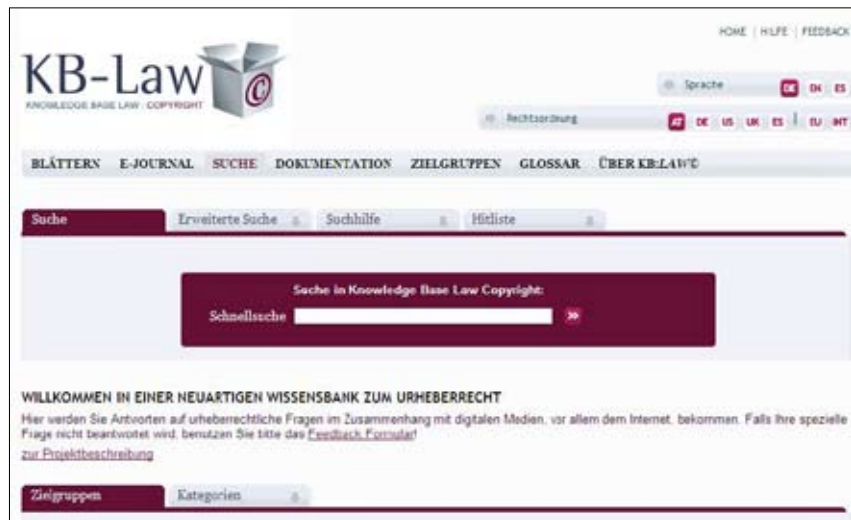 HOME | HILFE | FEEDBACK
KB-Law ©
KNOWLEDGE BASE LAW : COPYRIGHT
Sprache DE EN ES
Rechtsordnung AT DE US UK ES | EU INT
BLÄTTERN E-JOURNAL SUCHE DOKUMENTATION ZIELGRUPPEN GLOSSAR ÜBER KB:LAW©
Suche Erweiterte Suche Suchhilfe Hitliste
Suche in Knowledge Base Law Copyright:
Schnellsuche
WILLKOMMEN IN EINER NEUARTIGEN WISSENSBANK ZUM URHEBERRECHT
Hier werden Sie Antworten auf urheberrechtliche Fragen im Zusammenhang mit digitalen Medien, vor allem dem Internet, bekommen. Falls Ihre spezielle
Frage nicht beantwortet wird, benutzen Sie bitte das Feedback Formular!
zur Projektbeschreibung
Zielgruppen Kategorien